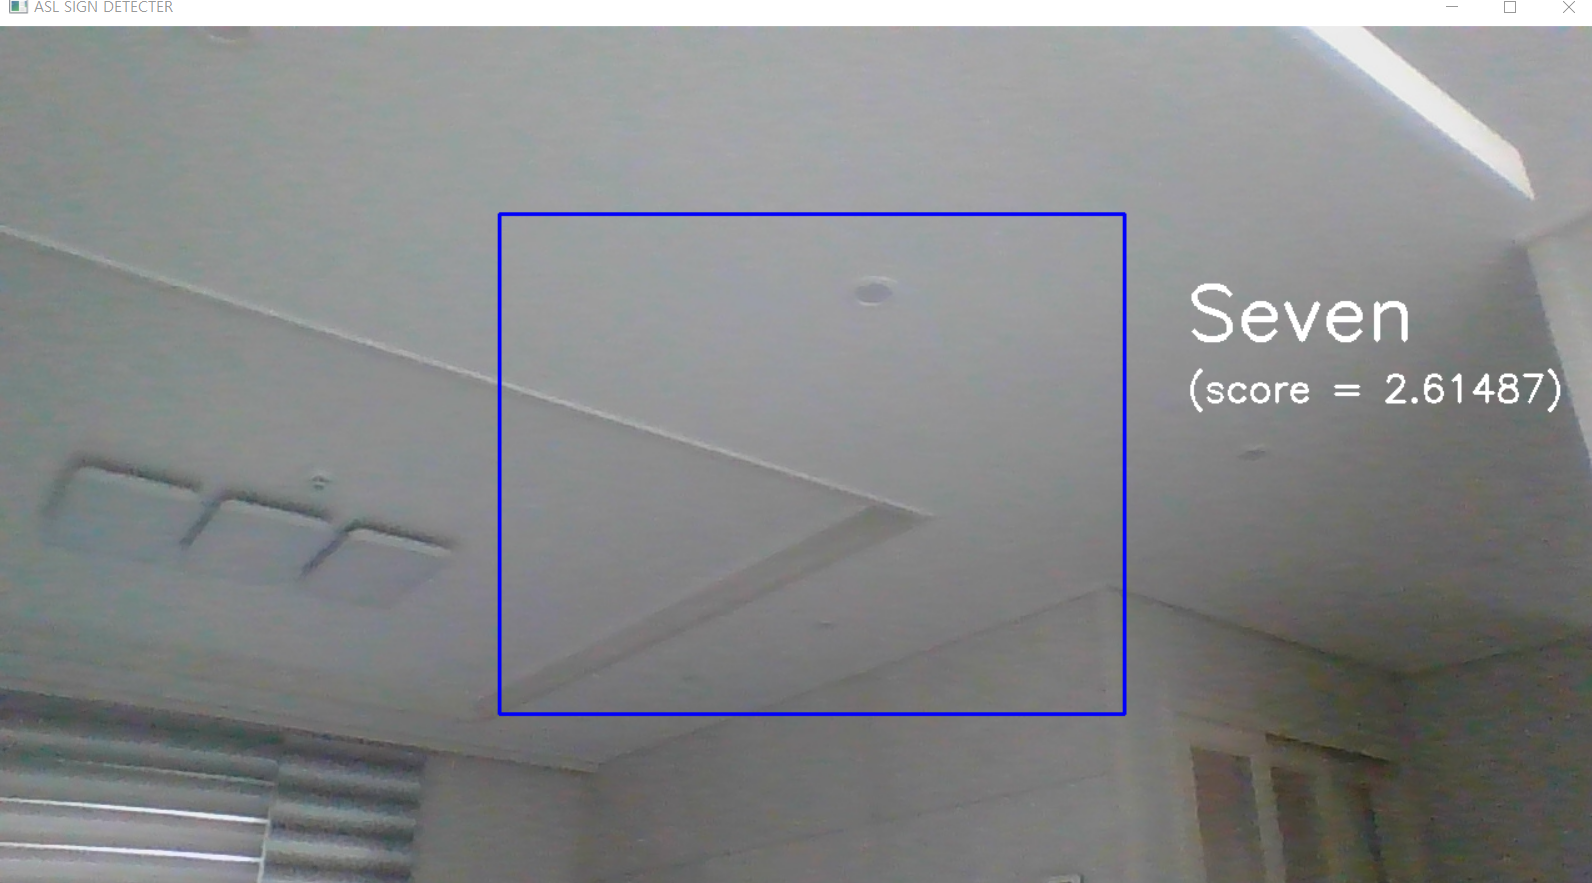 ASL SIGN DETECTER
Seven
(score = 2.61487)